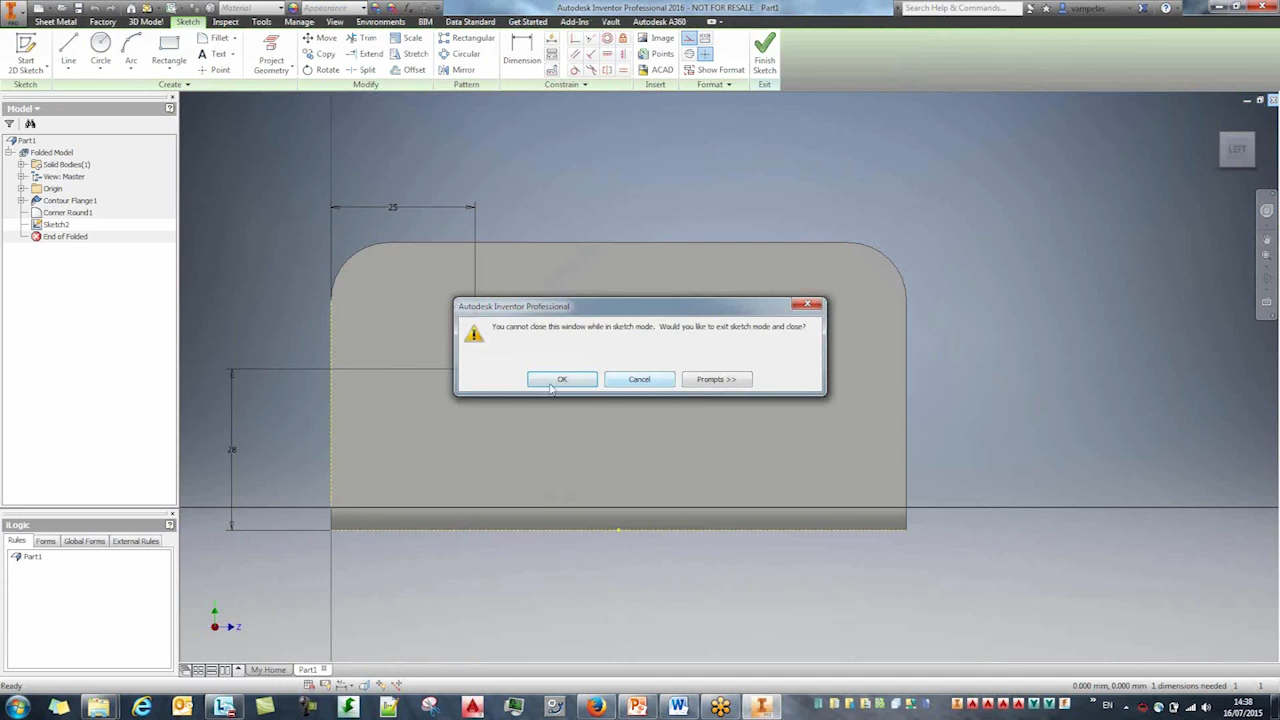 Material
Appearance
Autodesk Inventor Professional 2016 - NOT FOR RESALE Part1
Search Help & Commands...
vampelas
PRO
Sheet Metal Factory 3D Model Sketch Inspect Tools Manage View Environments BIM Data Standard Get Started Add-Ins Vault Autodesk A360
Start
2D Sketch
Line
Circle
Arc
Rectangle
Fillet
Text
Point
Project
Geometry
Move
Copy
Rotate
Trim
Extend
Split
Scale
Stretch
Offset
Rectangular
Circular
Mirror
Dimension
Image
Points
ACAD
Show Format
Finish
Sketch
Sketch Create Modify Pattern Constrain Insert Format Exit
Model
Part1
Folded Model
Solid Bodies(1)
View: Master
Origin
Contour Flange1
Corner Round1
Sketch2
End of Folded
LEFT
25
28
Autodesk Inventor Professional
You cannot close this window while in sketch mode. Would you like to exit sketch mode and close?
OK Cancel Prompts >>
iLogic
Rules Forms Global Forms External Rules
Part1
Z
My Home Part1
Ready
0.000 mm, 0.000 mm 1 dimensions needed 1 1
EN
14:38
16/07/2015